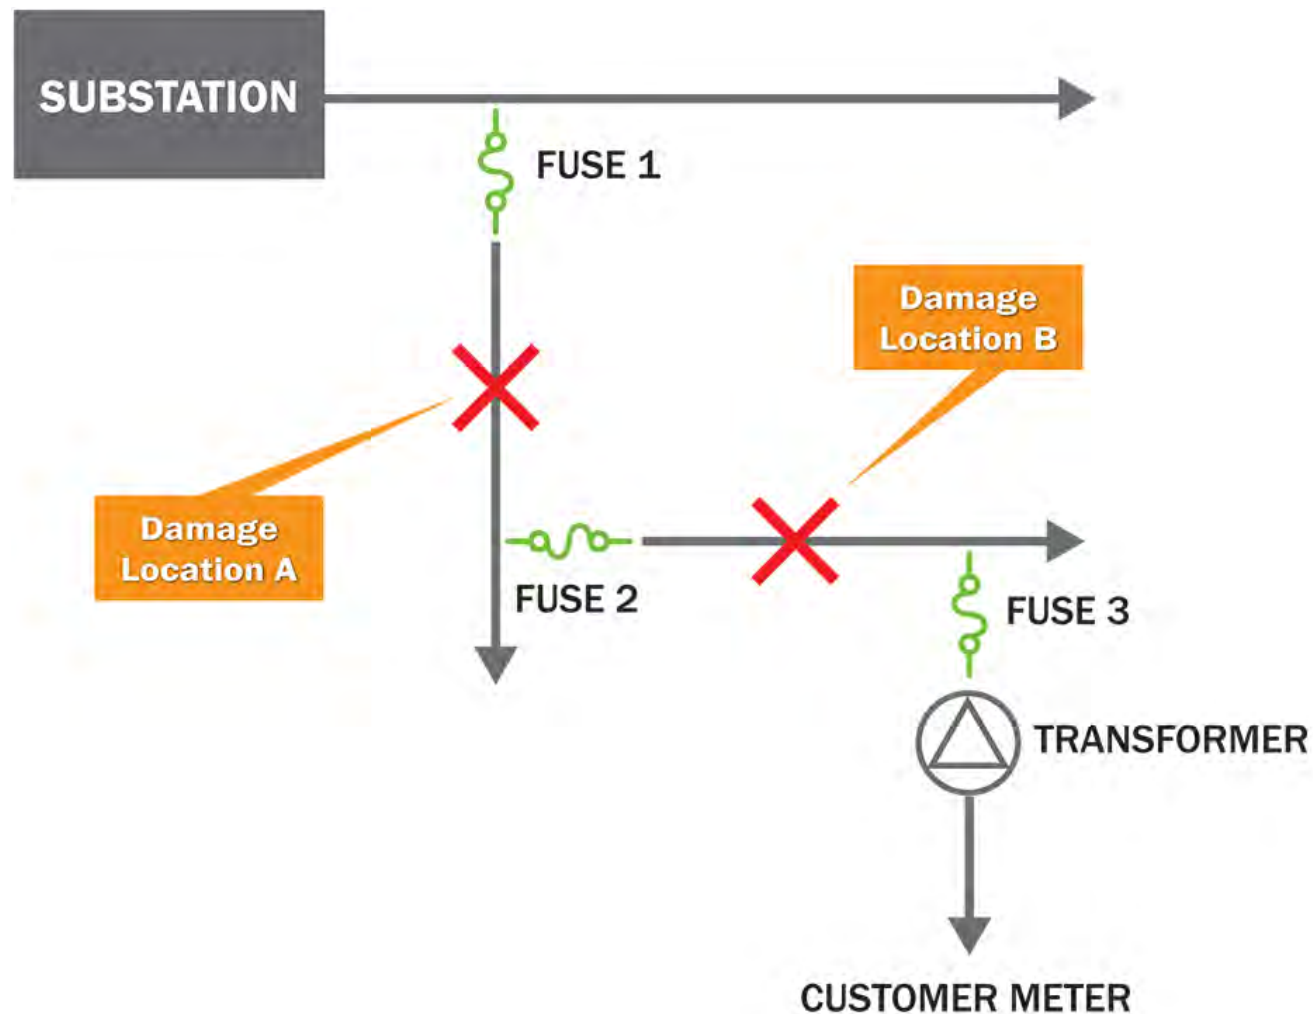 SUBSTATION
FUSE 1
Damage
Location B
Damage
Location A
FUSE 2
FUSE 3
TRANSFORMER
CUSTOMER METER